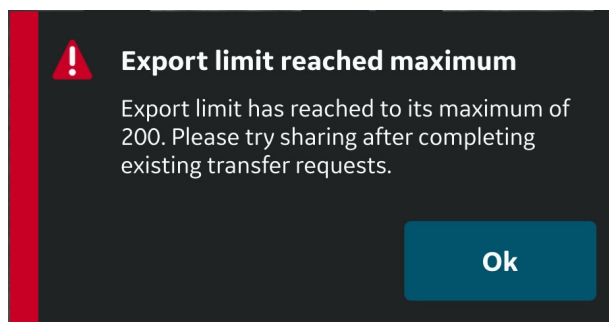 Export limit reached maximum
Export limit has reached to its maximum of
200. Please try sharing after completing
existing transfer requests.
Ok